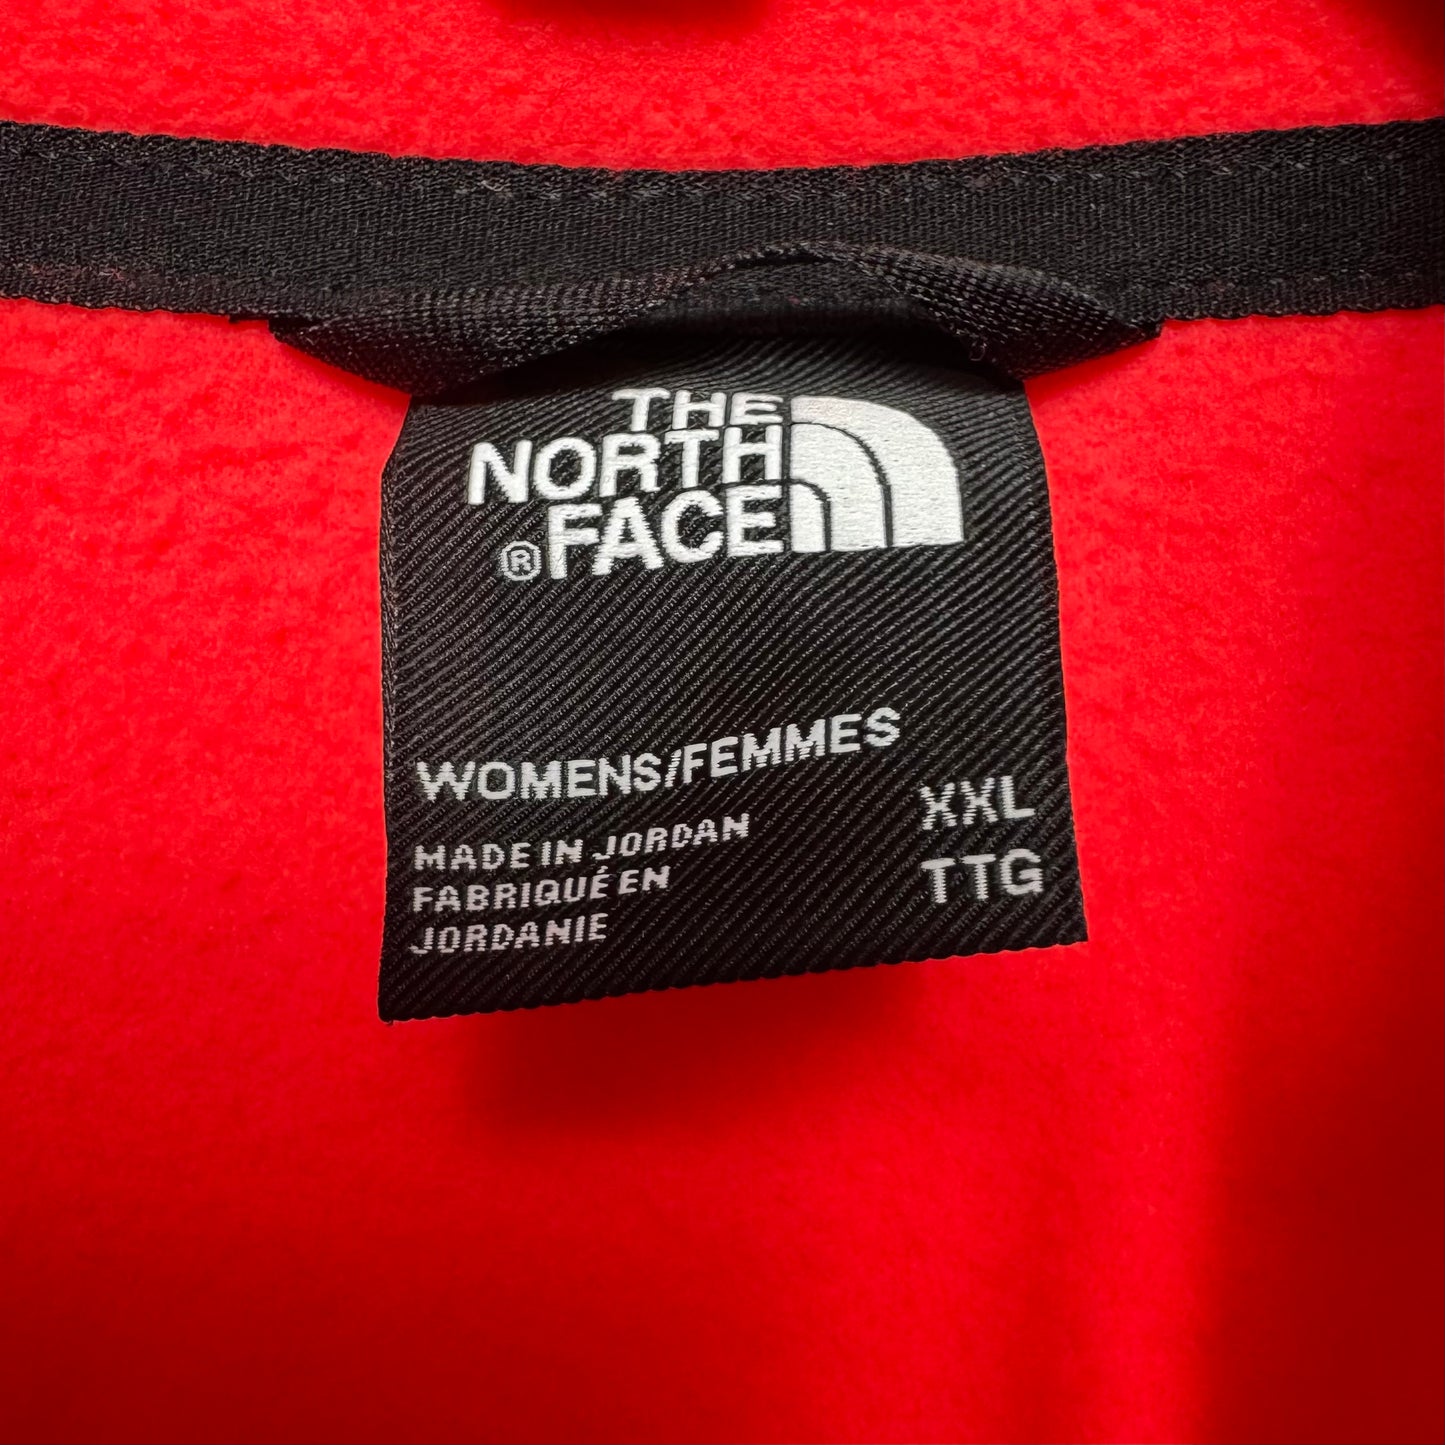 THE
NORTH
® FACE
WOMENS/FEMMES
XXL
TTG
MADE IN JORDAN
FABRIQUÉ EN
JORDANIE